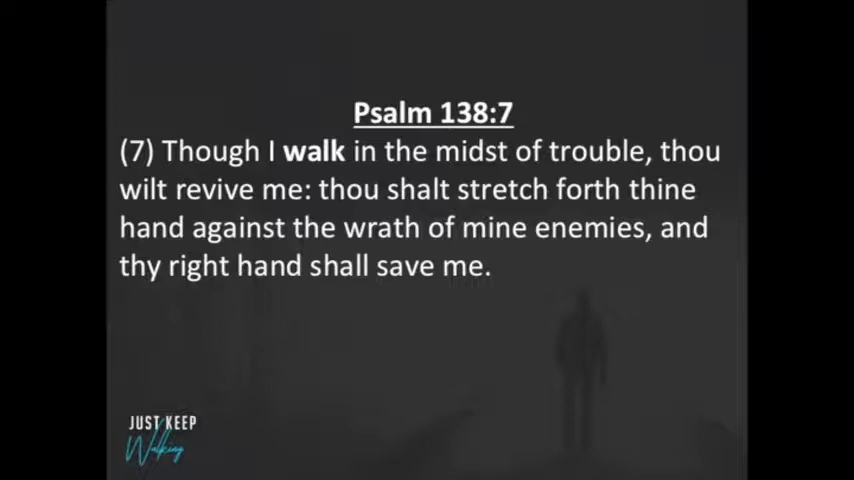 Psalm 138:7
(7) Though I walk in the midst of trouble, thou
wilt revive me: thou shalt stretch forth thine
hand against the wrath of mine enemies, and
thy right hand shall save me.
JUST KEEP
Walking